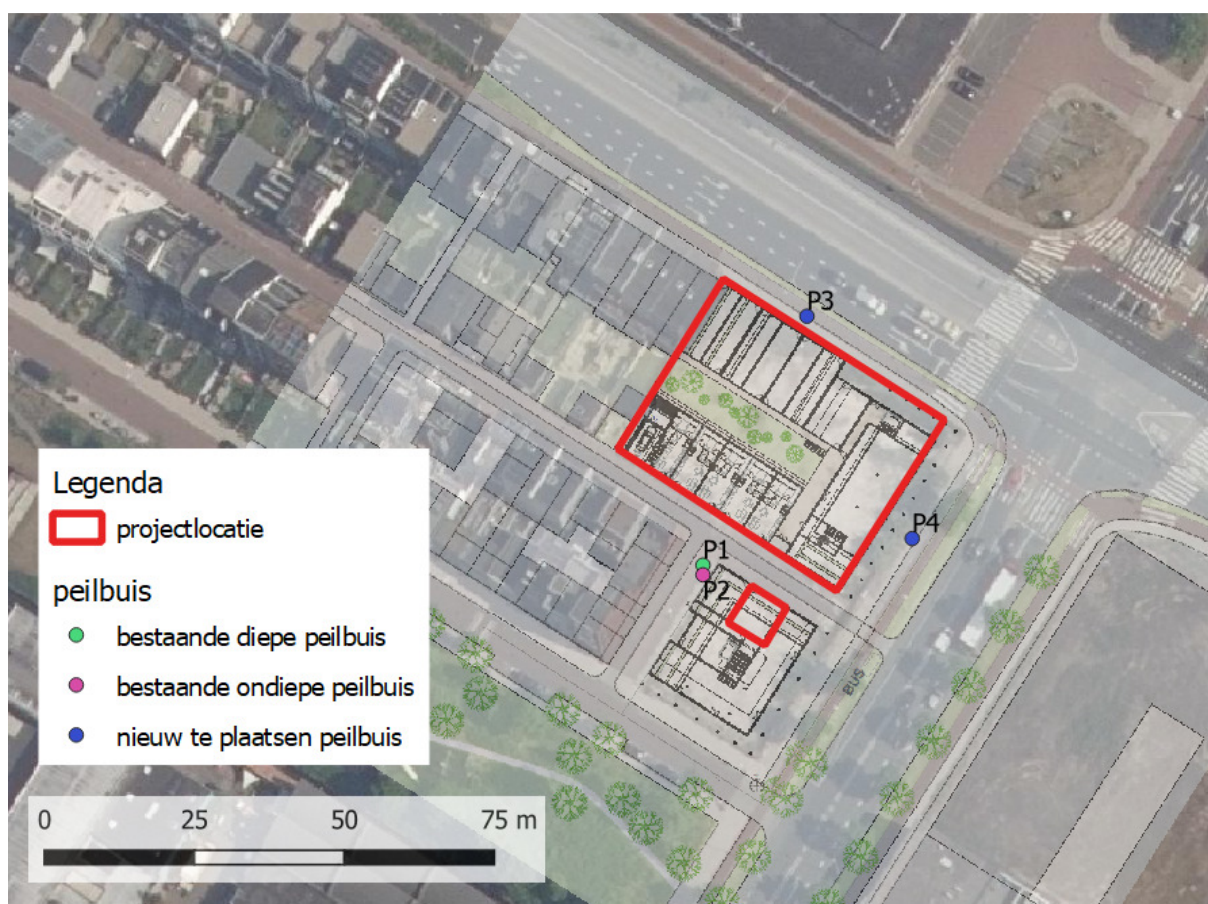 P3
P4
P1
P2
BUS
Legenda
projectlocatie
peilbuis
bestaande diepe peilbuis
bestaande ondiepe peilbuis
nieuw te plaatsen peilbuis
0 25 50 75 m